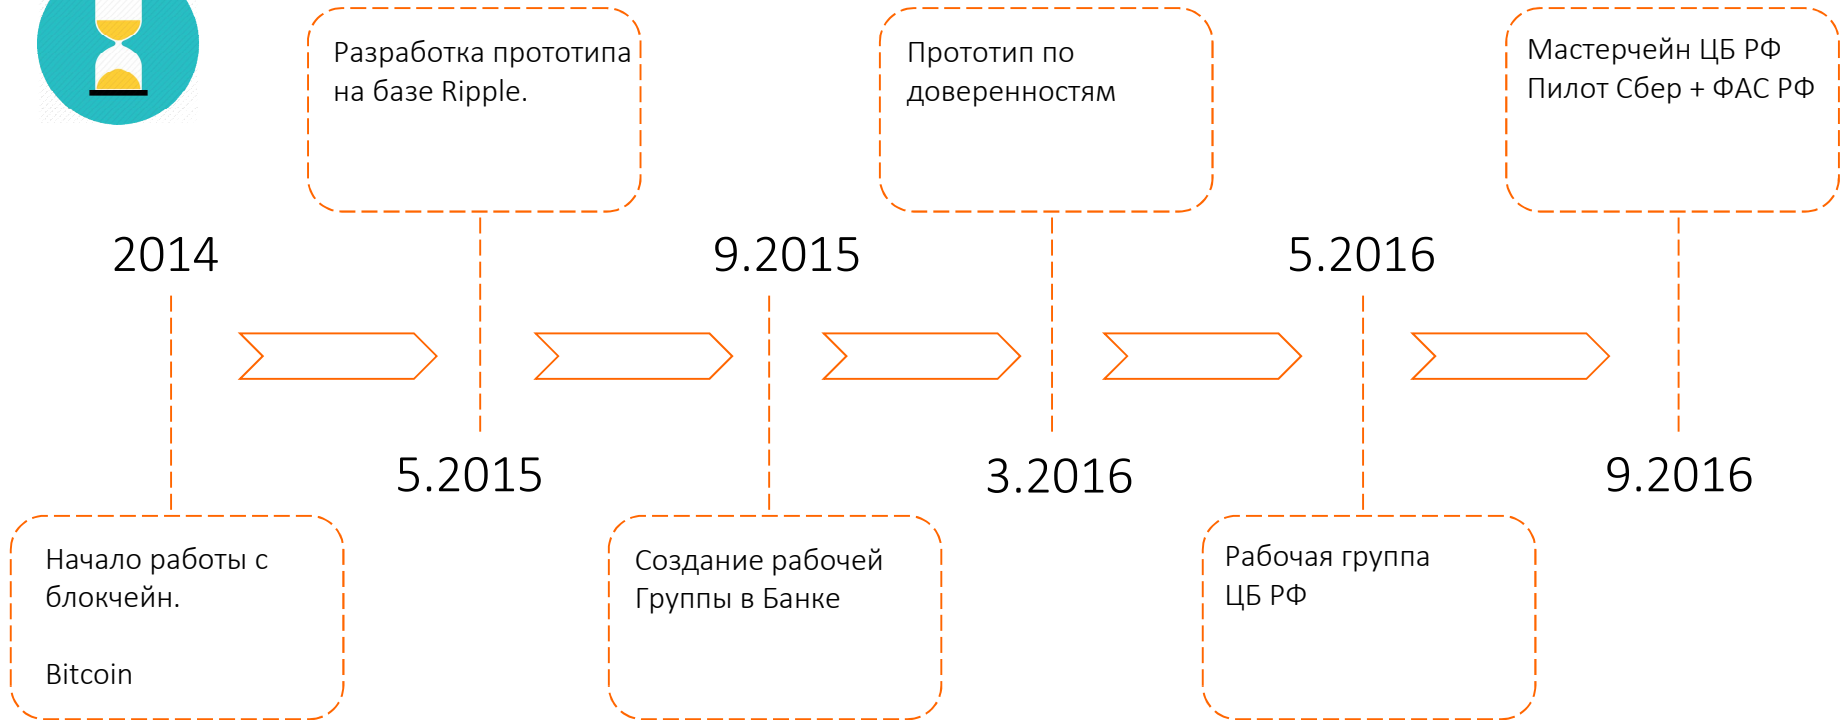 Разработка прототипа
на базе Ripple.
Прототип по
доверенностям
Мастерчейн ЦБ РФ
Пилот Сбер + ФАС РФ
2014
9.2015
5.2016
5.2015
3.2016
9.2016
Начало работы с
блокчейн.
Bitcoin
Создание рабочей
Группы в Банке
Рабочая группа
ЦБ РФ